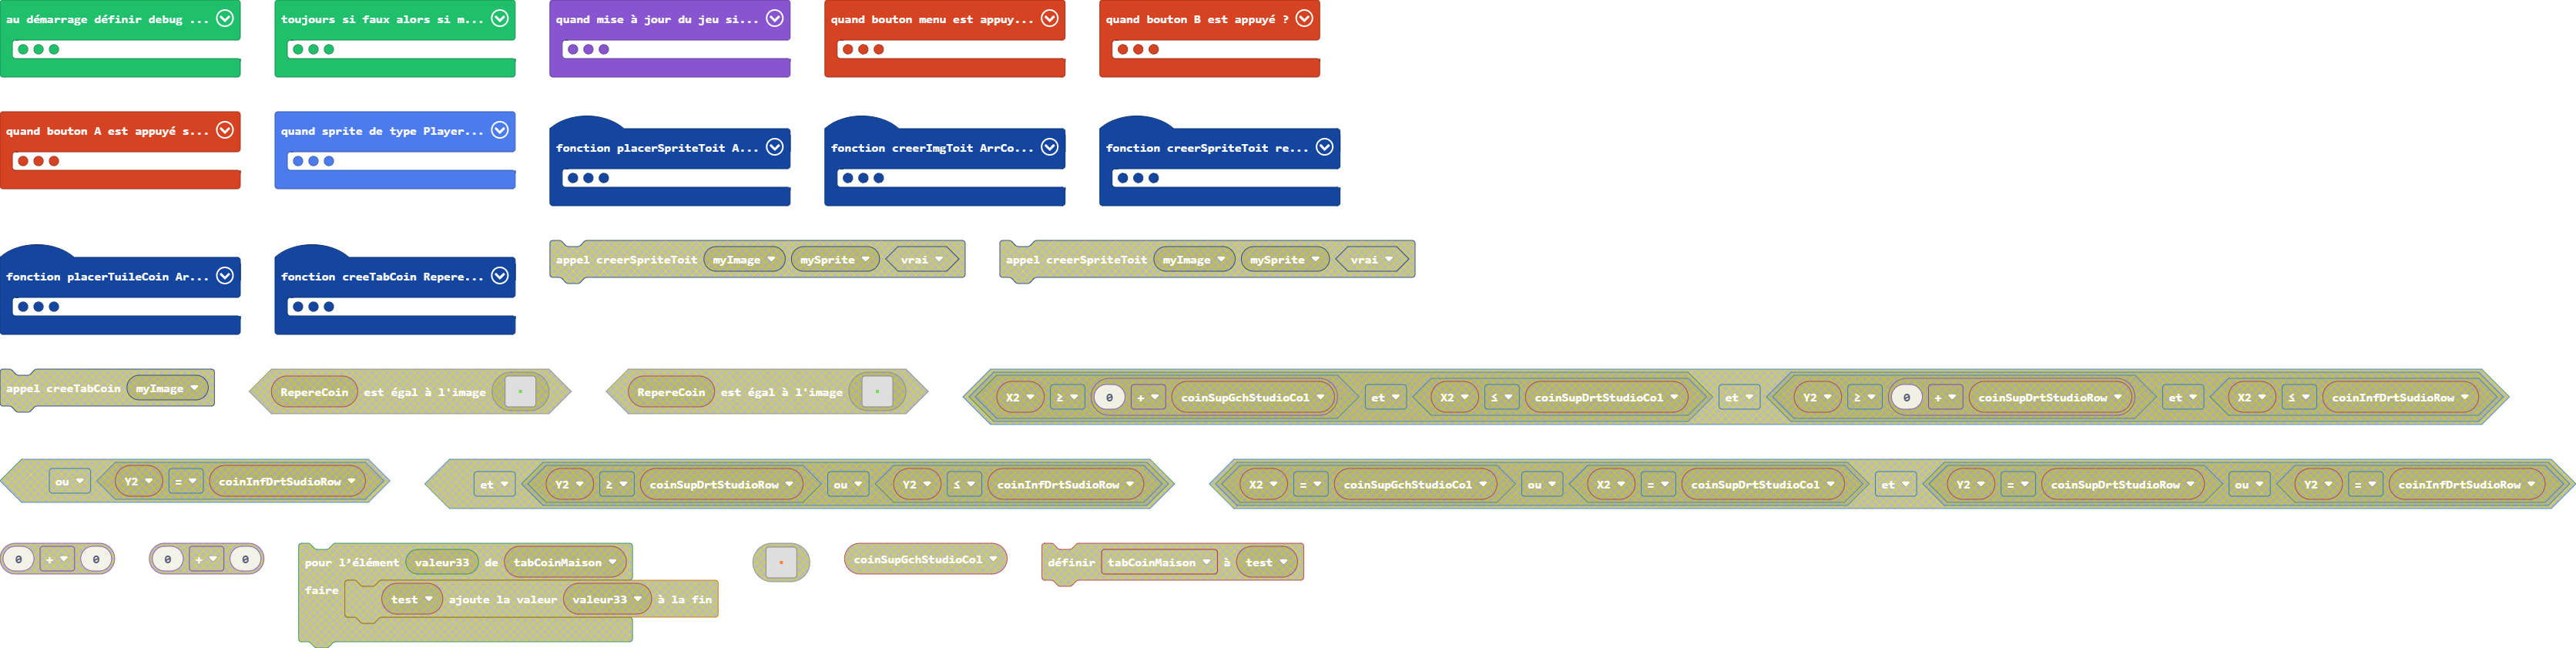 au démarrage définir debug ...
toujours si faux alors si m...
quand mise à jour du jeu si...
quand bouton menu est appuy...
quand bouton B est appuyé ?
quand bouton A est appuyé s...
quand sprite de type Player...
fonction placerSpriteToit A...
fonction creerImgToit ArrCo...
fonction creerSpriteToit re...
fonction placerTuileCoin Ar...
fonction creeTabCoin Repere...
appel creerSpriteToit myImage mySprite vrai
appel creerSpriteToit myImage mySprite vrai
appel creeTabCoin myImage
RepereCoin est égal à l'image
RepereCoin est égal à l'image
X2 ≥ 0 + coinSupGchStudioCol et X2 ≤ coinSupDrtStudioCol et Y2 ≥ 0 + coinSupDrtStudioRow et X2 ≤ coinInfDrtSudioRow
ou Y2 = coinInfDrtSudioRow
et Y2 ≥ coinSupDrtStudioRow ou Y2 ≤ coinInfDrtSudioRow
X2 = coinSupGchStudioCol ou X2 = coinSupDrtStudioCol et Y2 = coinSupDrtStudioRow ou Y2 = coinInfDrtSudioRow
0 + 0
0 + 0
pour l'élément valeur33 de tabCoinMaison
faire
test ajoute la valeur valeur33 à la fin
coinSupGchStudioCol
définir tabCoinMaison à test